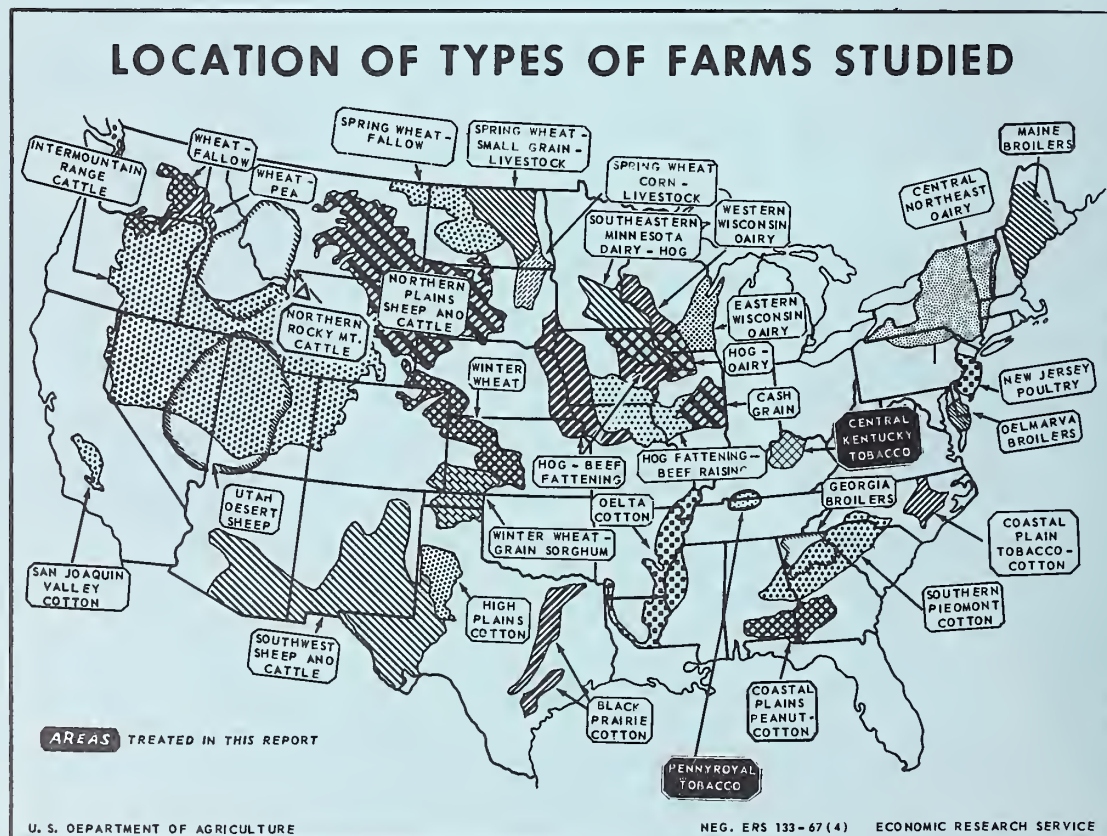 LOCATION OF TYPES OF FARMS STUDIED
INTERMOUNTAIN
RANGE
CATTLE
WHEAT-
FALLOW
WHEAT-
PEA
SPRING WHEAT-
FALLOW
SPRING WHEAT-
SMALL GRAIN-
LIVESTOCK
SPRING WHEAT
CORN-
LIVESTOCK
SOUTHEASTERN
MINNESOTA
DAIRY-HOG
WESTERN
WISCONSIN
OAIRY
CENTRAL
NORTHEAST
OAIRY
MAINE
BROILERS
NORTHERN
PLAINS
SHEEP AND
CATTLE
NORTHERN
ROCKY MT.
CATTLE
EASTERN
WISCONSIN
OAIRY
HOG-
OAIRY
WINTER
WHEAT
CASH
GRAIN
NEW JERSEY
POULTRY
OELMARVA
BROILERS
CENTRAL
KENTUCKY
TOBACCO
HOG-BEEF
FATTENING
HOG FATTENING-
BEEF RAISING
UTAH
DESERT
SHEEP
OELTA
COTTON
GEORGIA
BROILERS
WINTER WHEAT-
GRAIN SORGHUM
COASTAL
PLAIN
TOBACCO-
COTTON
SAN JOAQUIN
VALLEY
COTTON
HIGH
PLAINS
COTTON
SOUTHERN
PIEOMONT
COTTON
SOUTHWEST
SHEEP AND
CATTLE
BLACK
PRAIRIE
COTTON
COASTAL
PLAINS
PEANUT-
COTTON
PENNYROYAL
TOBACCO
AREAS TREATED IN THIS REPORT
U. S. OEPARTMENT OF AGRICULTURE
NEG. ERS 133-67(4) ECONOMIC RESEARCH SERVICE